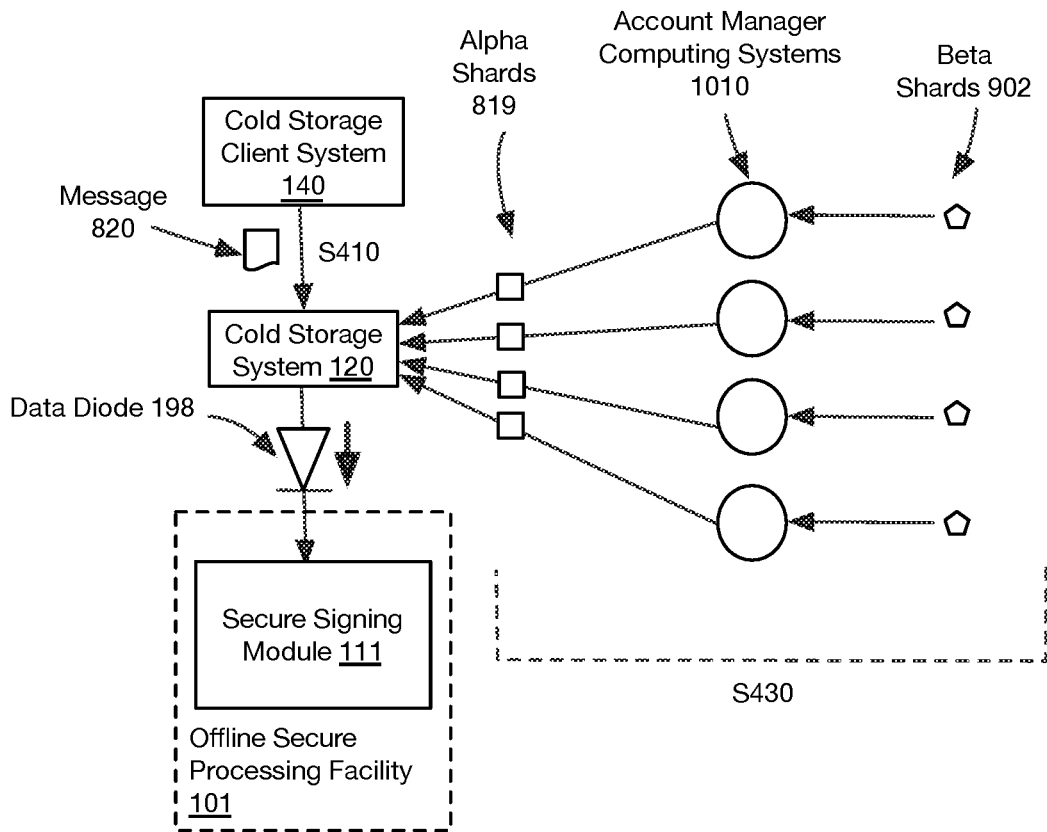 Alpha
Shards
819
Account Manager
Computing Systems
1010
Beta
Shards 902
Cold Storage
Client System
140
Message
820
S410
Cold Storage
System 120
Data Diode 198
Secure Signing
Module 111
Offline Secure
Processing Facility
101
S430